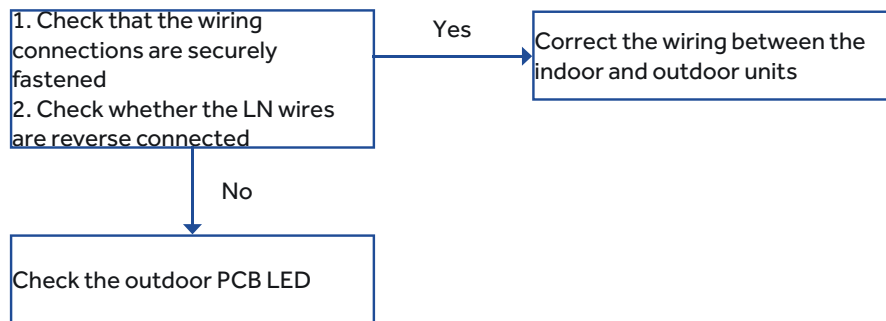 1. Check that the wiring
connections are securely
fastened
2. Check whether the LN wires
are reverse connected
Yes
Correct the wiring between the
indoor and outdoor units
No
Check the outdoor PCB LED